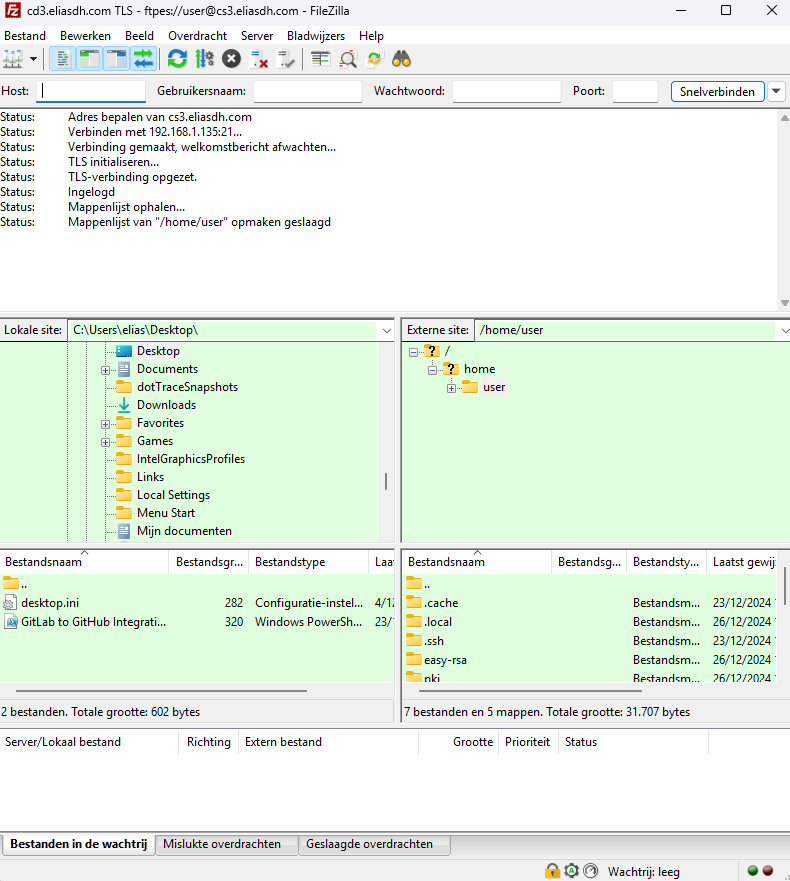 cd3.eliasdh.com TLS - ftpes://user@cs3.eliasdh.com - FileZilla
Bestand Bewerken Beeld Overdracht Server Bladwijzers Help
Host: Gebruikersnaam: Wachtwoord: Poort: Snelverbinden
Status: Adres bepalen van cs3.eliasdh.com
Status: Verbinden met 192.168.1.135:21...
Status: Verbinding gemaakt, welkomstbericht afwachten...
Status: TLS initialiseren...
Status: TLS-verbinding opgezet.
Status: Ingelogd
Status: Mappenlijst ophalen...
Status: Mappenlijst van "/home/user" opmaken geslaagd
Lokale site: C:\Users\elias\Desktop\
Desktop
Documents
dotTraceSnapshots
Downloads
Favorites
Games
IntelGraphicsProfiles
Links
Local Settings
Menu Start
Mijn documenten
Externe site: /home/user
/
home
user
Bestandsnaam Bestandsgr... Bestandstype Laat
..
desktop.ini 282 Configuratie-instel... 4/12
GitLab to GitHub Integrati... 320 Windows PowerSh... 23/1
2 bestanden. Totale grootte: 602 bytes
Bestandsnaam Bestandsg... Bestandsty... Laatst gewij
..
.cache Bestandsm... 23/12/2024 1
.local Bestandsm... 26/12/2024 1
.ssh Bestandsm... 23/12/2024 1
easy-rsa Bestandsm... 26/12/2024 1
pki Bestandsm... 26/12/2024 1
7 bestanden en 5 mappen. Totale grootte: 31.707 bytes
Server/Lokaal bestand Richting Extern bestand Grootte Prioriteit Status
Bestanden in de wachtrij Mislukte overdrachten Geslaagde overdrachten
Wachtrij: leeg